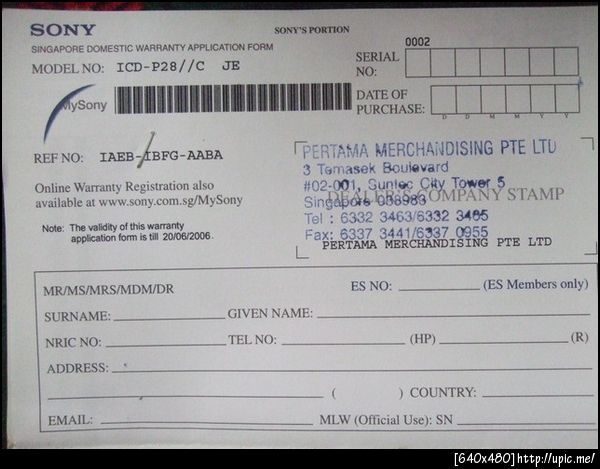 SONY
SONY'S PORTION
SINGAPORE DOMESTIC WARRANTY APPLICATION FORM
0002
MODEL NO: ICD-P28//C JE
SERIAL NO:
MySony
DATE OF PURCHASE:
D D M M Y Y
REF NO: IAEB-IBFG-AABA
Online Warranty Registration also
available at www.sony.com.sg/MySony
Note: The validity of this warranty
application form is till 20/06/2006.
PERTAMA MERCHANDISING PTE LTD
3 Temasek Boulevard
#02-001, Suntec City Tower 5
Singapore 038983
DEALER'S COMPANY STAMP
Tel : 6332 3463/6332 3485
Fax: 6337 3441/6337 0955
PERTAMA MERCHANDISING PTE LTD
MR/MS/MRS/MDM/DR
ES NO: (ES Members only)
SURNAME: GIVEN NAME:
NRIC NO: TEL NO: (HP) (R)
ADDRESS:
( ) COUNTRY:
EMAIL: MLW (Official Use): SN
[640x480]http://upic.me/